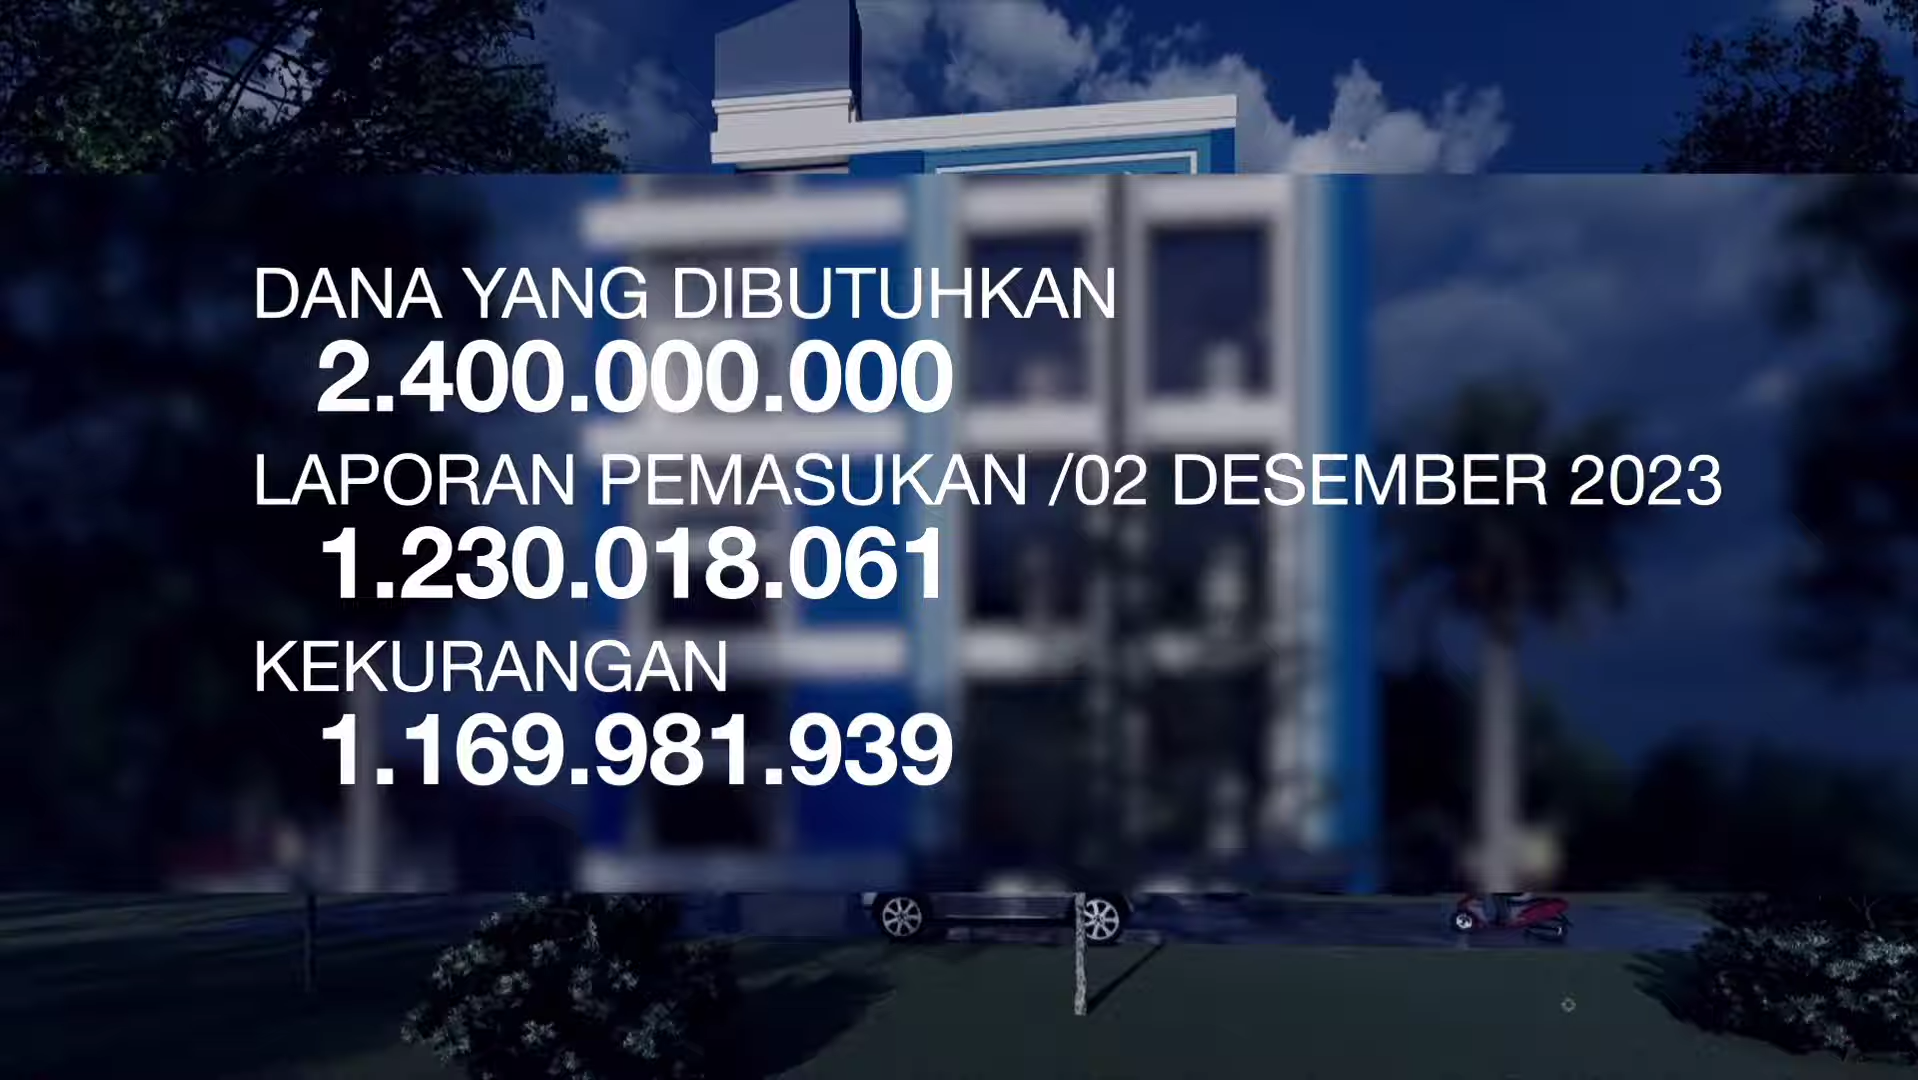 DANA YANG DIBUTUHKAN
2.400.000.000
LAPORAN PEMASUKAN /02 DESEMBER 2023
1.230.018.061
KEKURANGAN
1.169.981.939